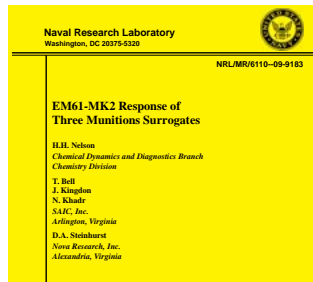 Naval Research Laboratory
Washington, DC 20375-5320
NRL/MR/6110--09-9183
EM61-MK2 Response of
Three Munitions Surrogates
H.H. Nelson
Chemical Dynamics and Diagnostics Branch
Chemistry Division
T. Bell
J. Kingdon
N. Khadr
SAIC, Inc.
Arlington, Virginia
D.A. Steinhurst
Nova Research, Inc.
Alexandria, Virginia